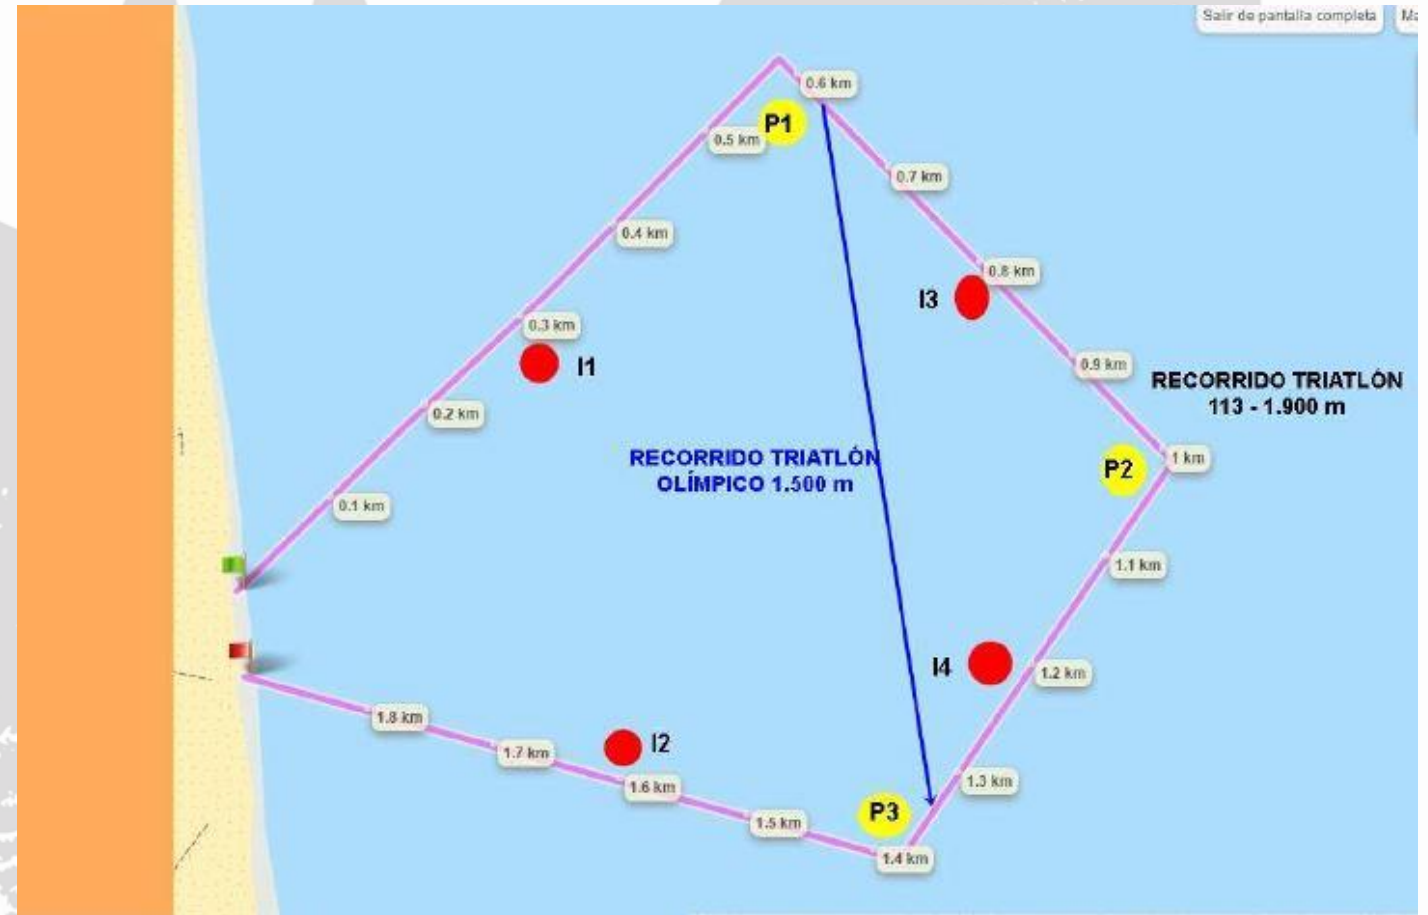 Salir de pantalla completa
Ma
0.6 km
P1
0.5 km
0.7 km
0.4 km
0.8 km
I3
0.3 km
I1
0.9 km
RECORRIDO TRIATLÓN
113 - 1.900 m
0.2 km
RECORRIDO TRIATLÓN
OLÍMPICO 1.500 m
P2
1 km
0.1 km
1.1 km
I4
1.2 km
1.8 km
I2
1.7 km
1.6 km
1.3 km
P3
1.5 km
1.4 km